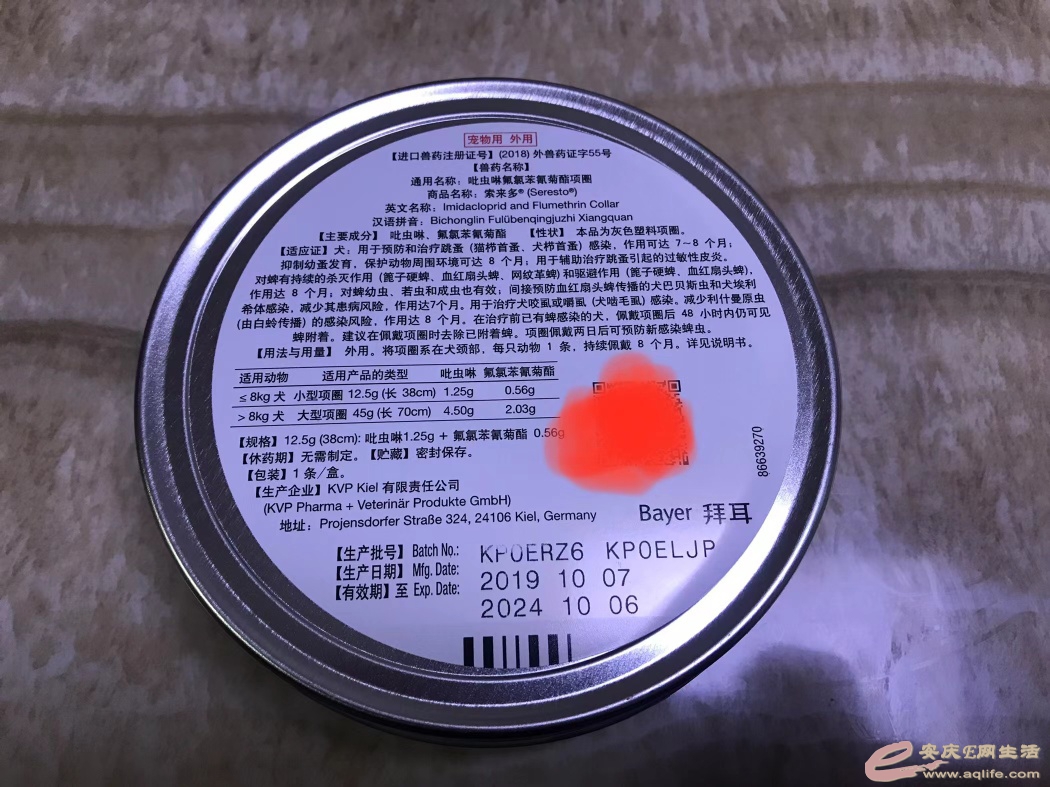 宠物用 外用
【进口兽药注册证号】(2018) 外兽药证字55号
【兽药名称】
通用名称：吡虫啉氟氯苯氰菊酯项圈
商品名称：索来多® (Seresto®)
英文名称：Imidacloprid and Flumethrin Collar
汉语拼音：Bichonglin Fulübenqingjuzhi Xiangquan
【主要成分】 吡虫啉、氟氯苯氰菊酯 【性状】 本品为灰色塑料项圈。
【适应证】犬：用于预防和治疗跳蚤（猫栉首蚤、犬栉首蚤）感染，作用可达 7~8 个月；
抑制幼蚤发育，保护动物周围环境可达 8 个月；用于辅助治疗跳蚤引起的过敏性皮炎。
对蜱有持续的杀灭作用（篦子硬蜱、血红扇头蜱、网纹革蜱）和驱避作用（篦子硬蜱、血红扇头蜱)，
作用达 8 个月；对蜱幼虫、若虫和成虫也有效；间接预防血红扇头蜱传播的犬巴贝斯虫和犬埃利
希体感染，减少其患病风险，作用达7个月。用于治疗犬咬虱或嚼虱（犬啮毛虱）感染。减少利什曼原虫
(由白蛉传播）的感染风险，作用达 8 个月。在治疗前已有蜱感染的犬，佩戴项圈后 48 小时内仍可见
蜱附着。建议在佩戴项圈时去除已附着蜱。项圈佩戴两日后可预防新感染蜱虫。
【用法与用量】 外用。将项圈系在犬颈部，每只动物 1 条，持续佩戴 8 个月。详见说明书。
适用动物 适用产品的类型 吡虫啉 氟氯苯氰菊酯
≤ 8kg 犬 小型项圈 12.5g (长 38cm) 1.25g 0.56g
> 8kg 犬 大型项圈 45g (长 70cm) 4.50g 2.03g
【规格】12.5g (38cm): 吡虫啉1.25g + 氟氯苯氰菊酯 0.56g
【休药期】无需制定。【贮藏】密封保存。
【包装】1 条/盒。
【生产企业】KVP Kiel 有限责任公司
(KVP Pharma + Veterinär Produkte GmbH)
地址：Projensdorfer Straße 324, 24106 Kiel, Germany
86639270
Bayer 拜耳
【生产批号】Batch No.: KP0ERZ6 KP0ELJP
【生产日期】Mfg. Date: 2019 10 07
【有效期】至 Exp. Date: 2024 10 06
安庆E网生活
www.aqlife.com